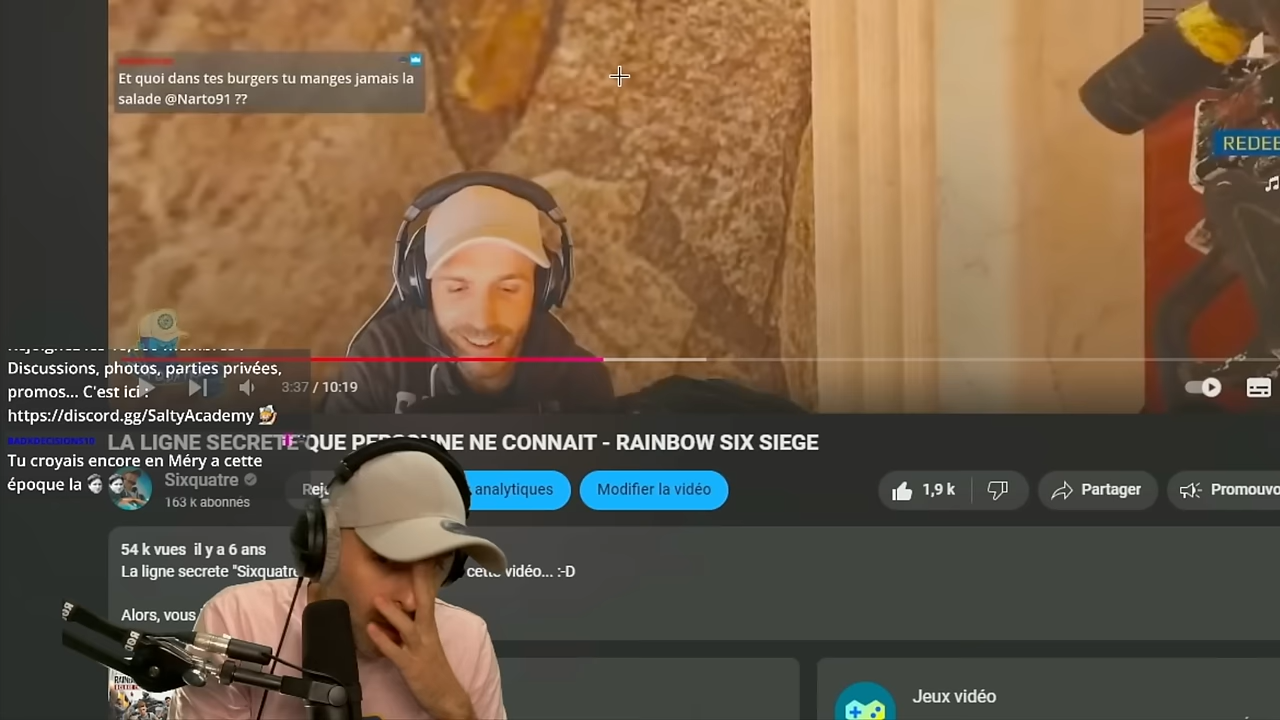 Et quoi dans tes burgers tu manges jamais la
salade @Narto91 ??
REDEE
Discussions, photos, parties privées,
promos... C'est ici :
https://discord.gg/SaltyAcademy
3:37 / 10:19
BADKDECISIONS10
LA LIGNE SECRETE QUE PERSONNE NE CONNAIT - RAINBOW SIX SIEGE
Tu croyais encore en Méry a cette
époque la
Sixquatre
163 k abonnés
Rej
analytiques
Modifier la vidéo
1,9 k
Partager
Promouvo
54 k vues il y a 6 ans
La ligne secrete "Sixquatre cette vidéo... :-D
Alors, vous
Jeux vidéo